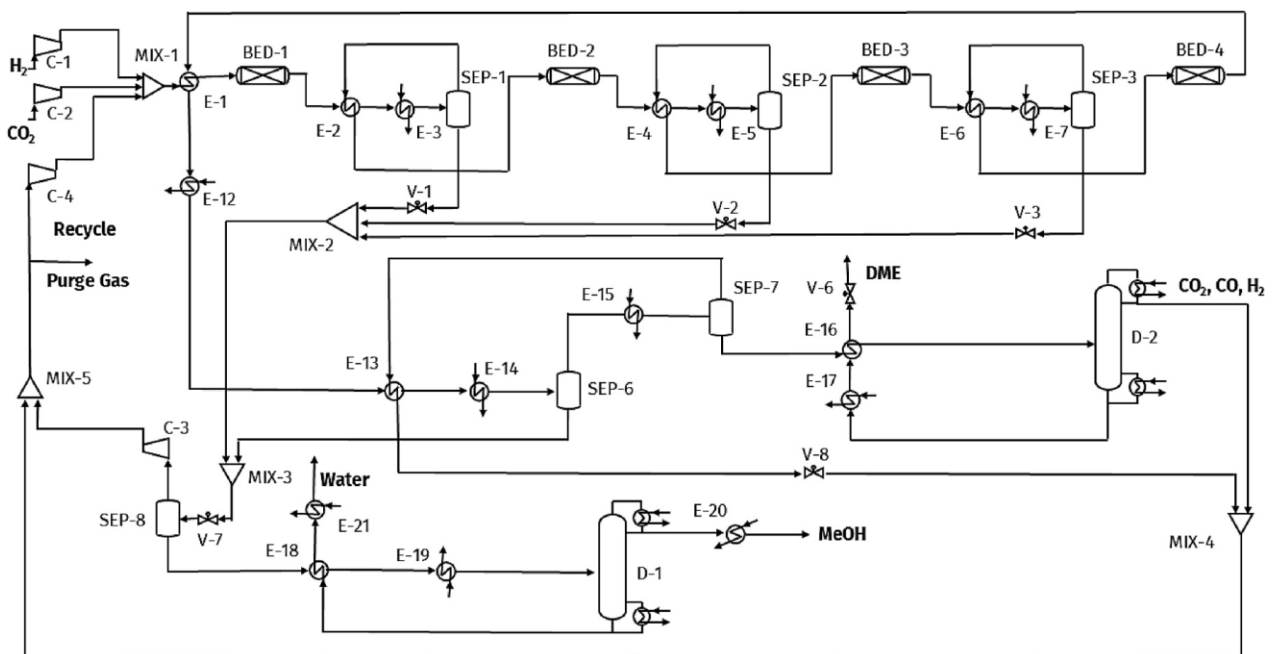 MIX-1
BED-1
BED-2
BED-3
BED-4
H₂
C-1
SEP-1
SEP-2
SEP-3
C-2
E-1
CO₂
E-2
E-3
E-4
E-5
E-6
E-7
C-4
E-12
V-1
V-2
V-3
Recycle
MIX-2
Purge Gas
DME
E-15
SEP-7
V-6
CO₂, CO, H₂
E-16
D-2
E-13
E-14
MIX-5
SEP-6
E-17
C-3
V-8
MIX-3
Water
SEP-8
E-21
E-20
V-7
MeOH
MIX-4
E-18
E-19
D-1